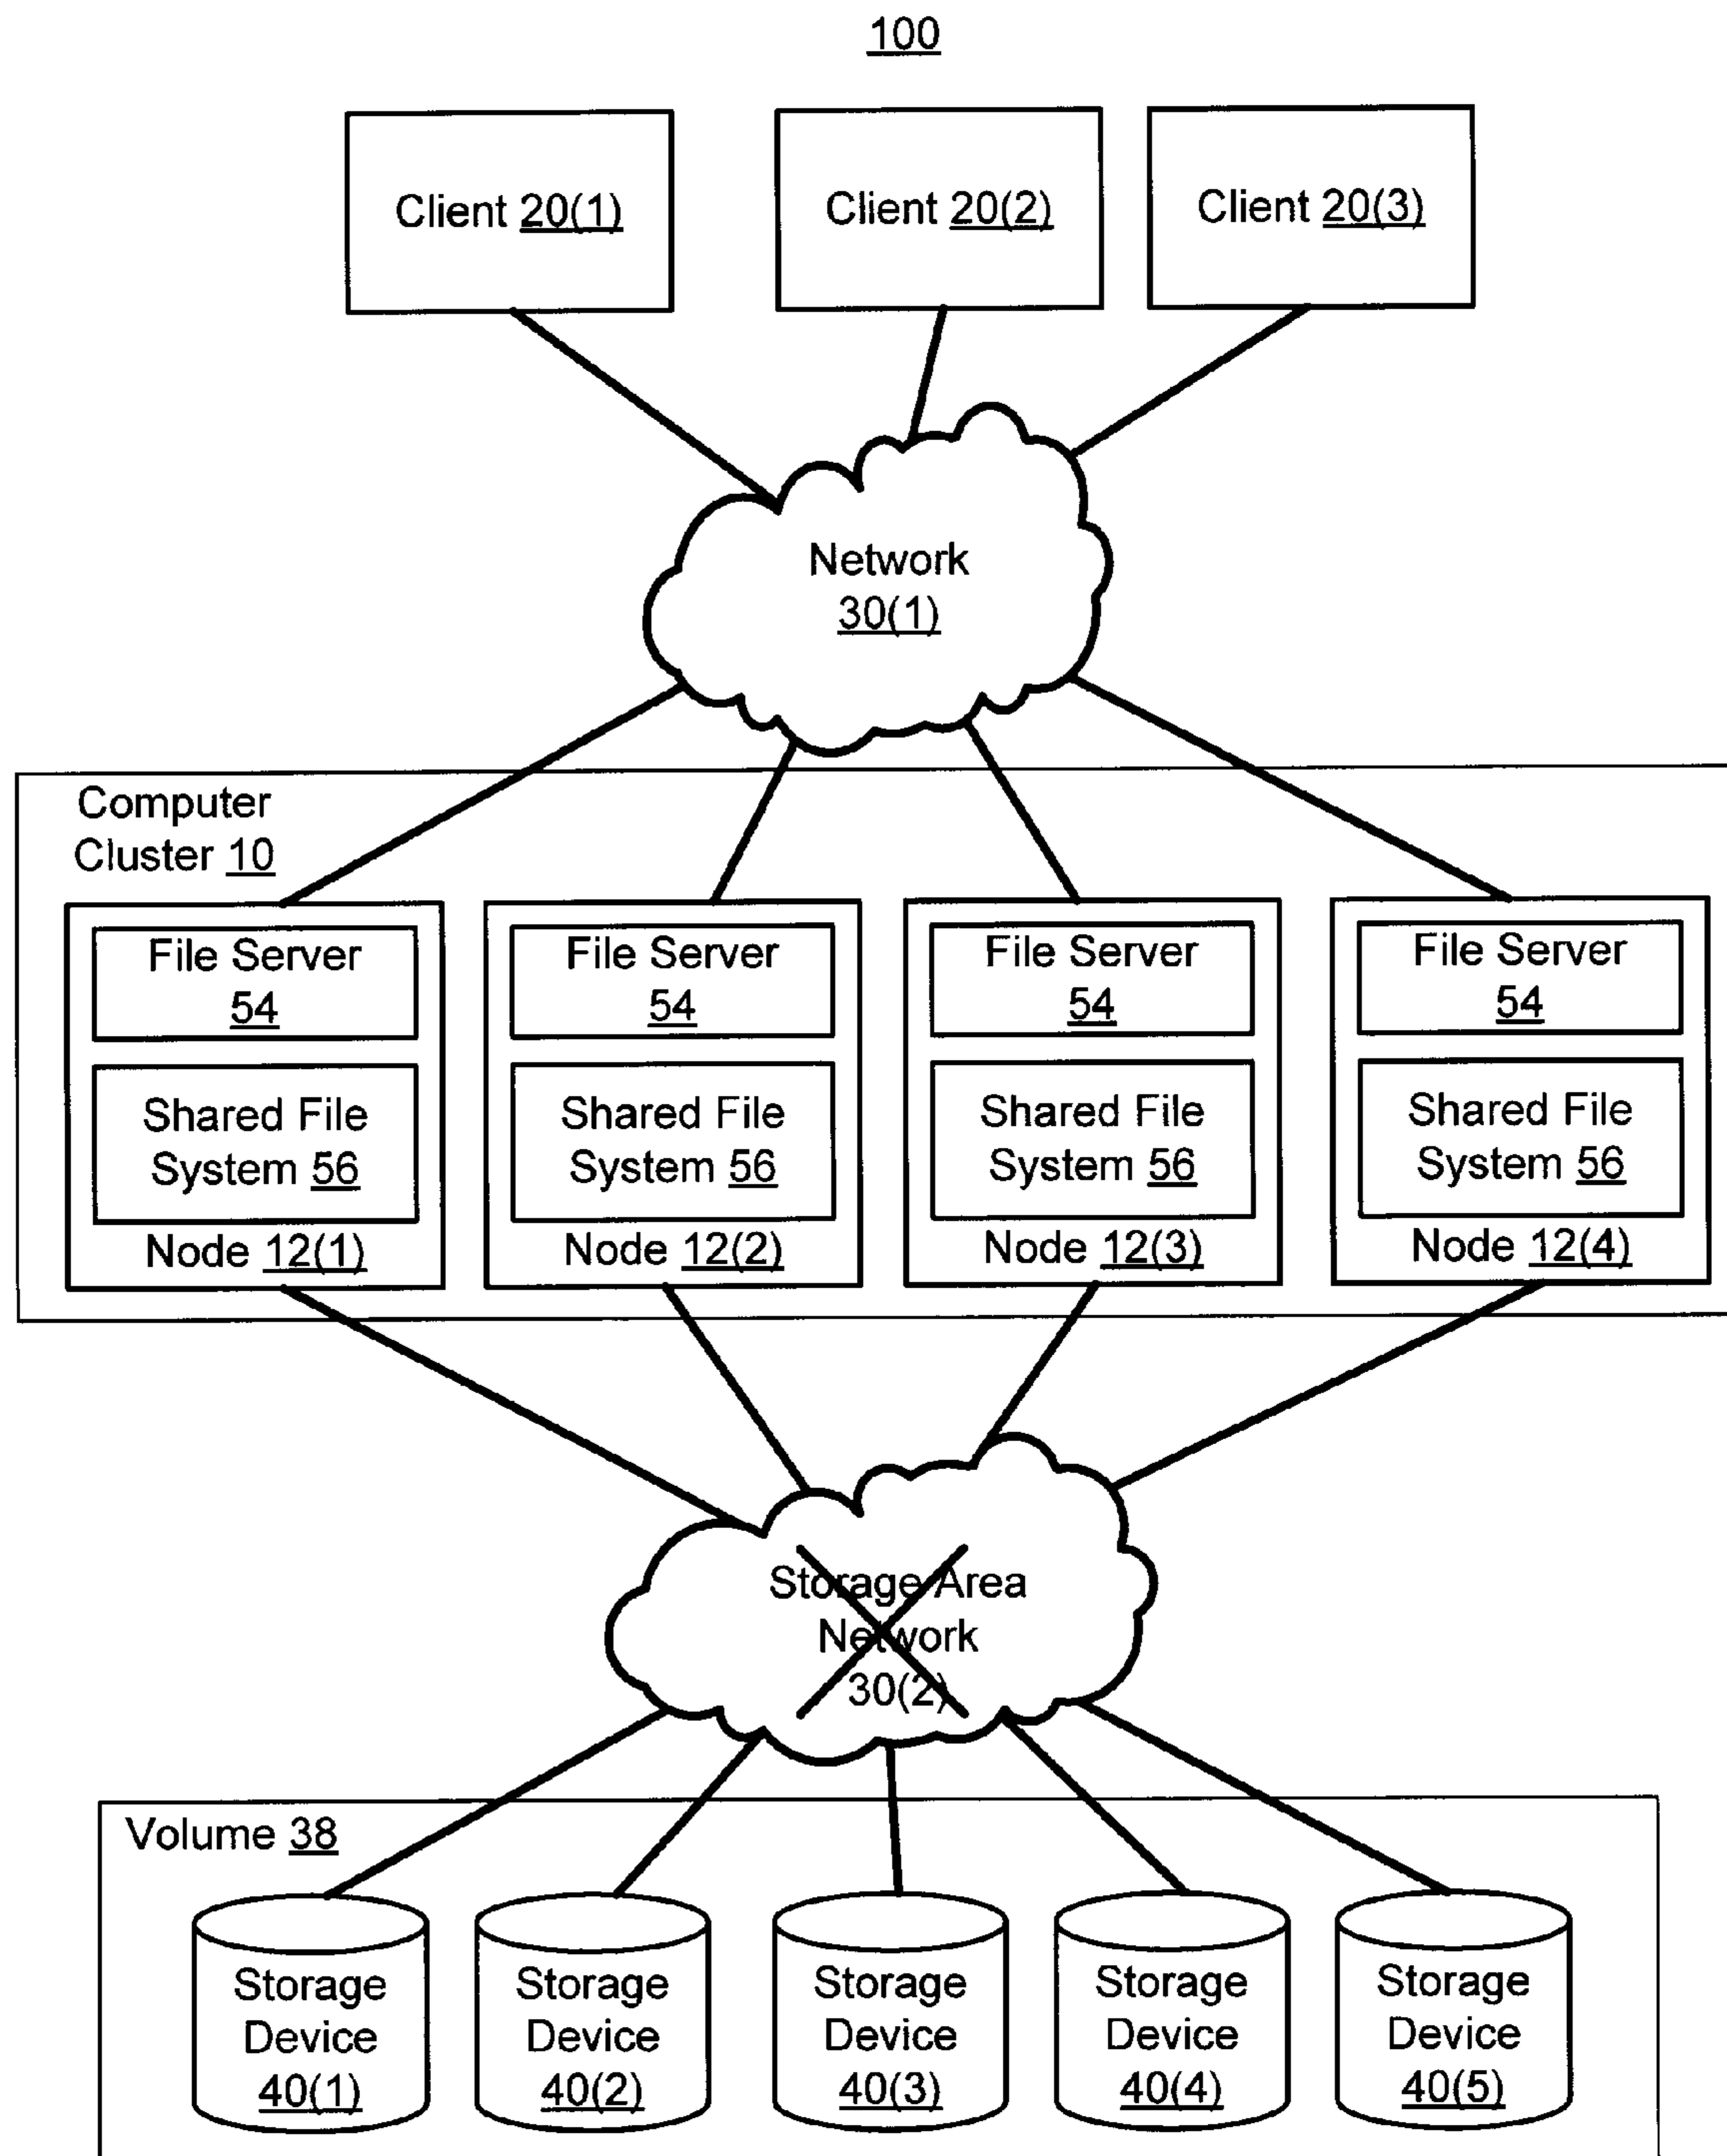 100
Client 20(1)
Client 20(2)
Client 20(3)
Network
30(1)
Computer
Cluster 10
File Server
54
Shared File
System 56
Node 12(1)
File Server
54
Shared File
System 56
Node 12(2)
File Server
54
Shared File
System 56
Node 12(3)
File Server
54
Shared File
System 56
Node 12(4)
Storage Area
Network
30(2)
Volume 38
Storage
Device
40(1)
Storage
Device
40(2)
Storage
Device
40(3)
Storage
Device
40(4)
Storage
Device
40(5)